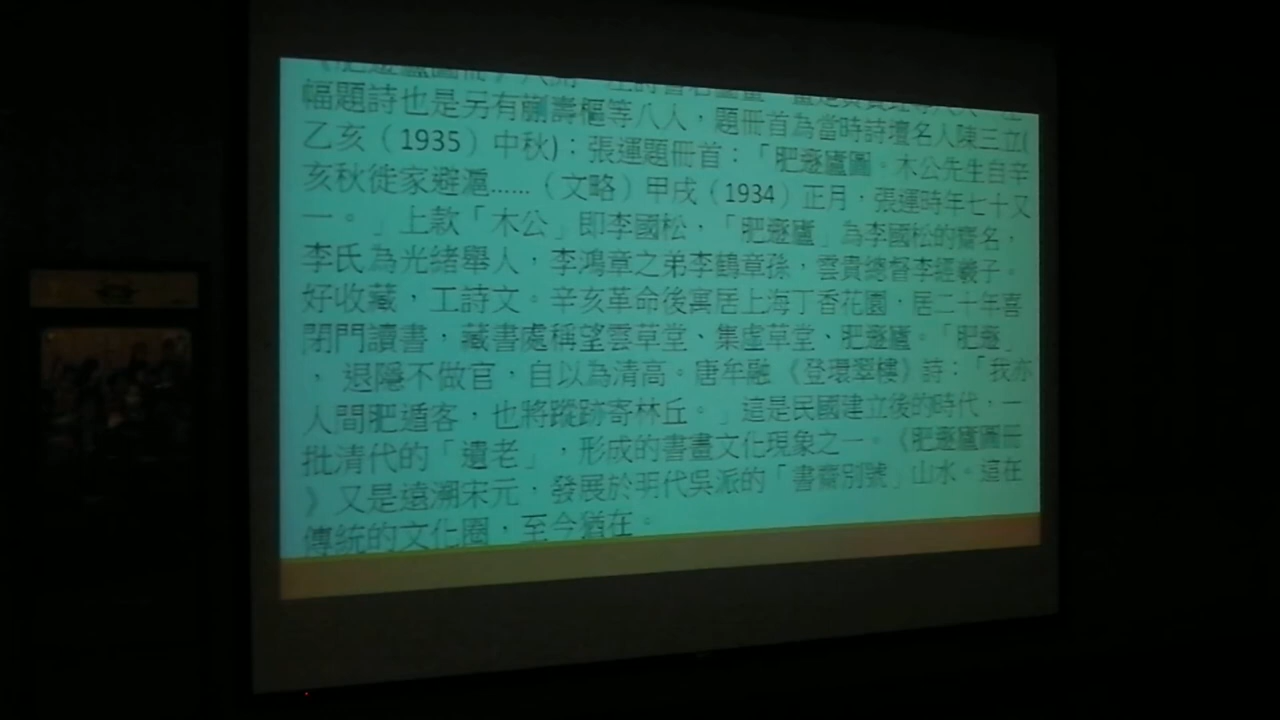 幅題詩也是另有蒯壽樞等八人，題冊首為當時詩壇名人陳三立(
乙亥（1935）中秋)：張運題冊首：「肥遯廬圖。木公先生自辛
亥秋徙家避滬……（文略）甲戌（1934）正月，張運時年七十又
一。」上款「木公」即李國松，「肥遯廬」為李國松的齋名，
李氏為光緒舉人，李鴻章之弟李鶴章孫，雲貴總督李經羲子。
好收藏，工詩文。辛亥革命後寓居上海丁香花園，居二十年喜
閉門讀書，藏書處稱望雲草堂、集虛草堂、肥遯廬。「肥遯」
，退隱不做官，自以為清高。唐牟融《登環翠樓》詩：「我亦
人間肥遁客，也將蹤跡寄林丘。」這是民國建立後的時代，一
批清代的「遺老」，形成的書畫文化現象之一。《肥遯廬圖冊
》又是遠溯宋元，發展於明代吳派的「書齋別號」山水。這在
傳統的文化圈，至今猶在。